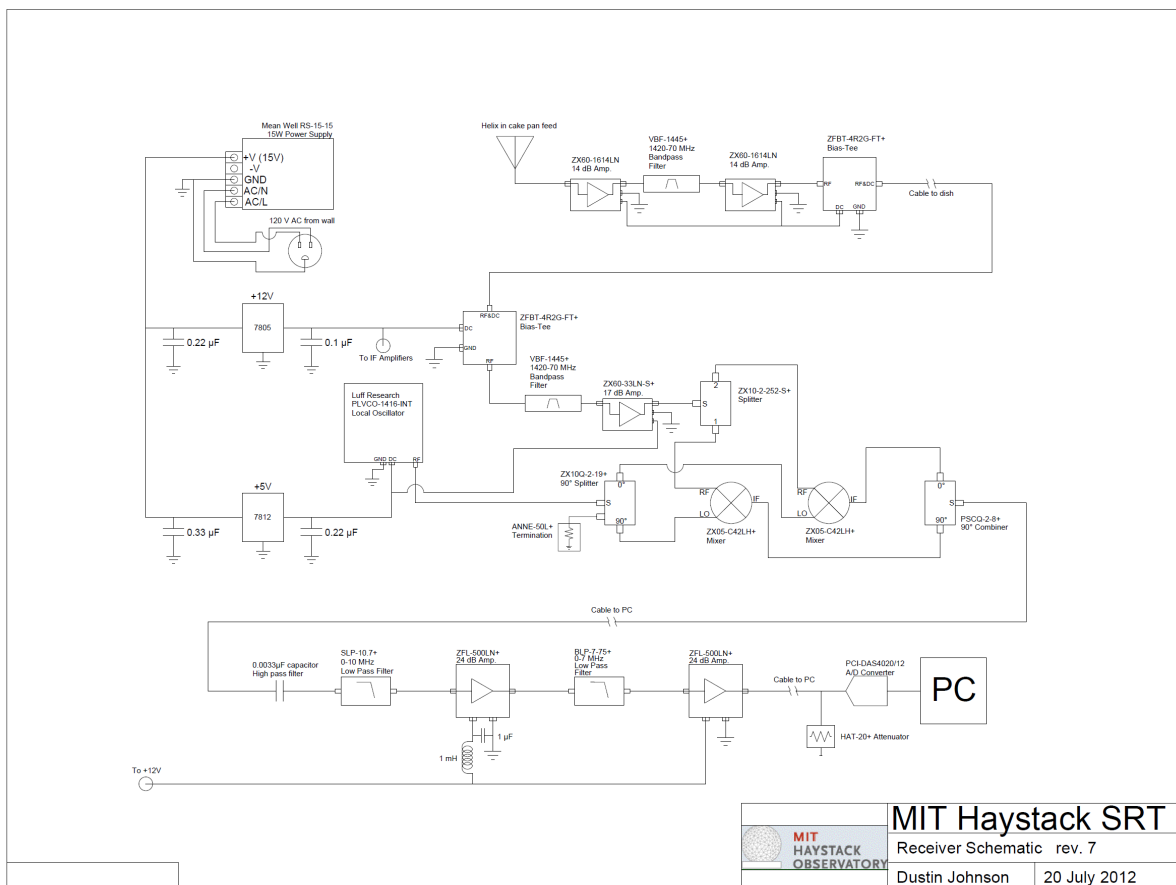 Mean Well RS-15-15
15W Power Supply
+V (15V)
-V
GND
AC/N
AC/L
120 V AC from wall
Helix in cake pan feed
ZX60-1614LN
14 dB Amp.
VBF-1445+
1420-70 MHz
Bandpass
Filter
ZX60-1614LN
14 dB Amp.
ZFBT-4R2G-FT+
Bias-Tee
RF
RF&DC
DC
GND
Cable to dish
+12V
7805
0.22 µF
0.1 µF
To IF Amplifiers
RF&DC
DC
GND
RF
ZFBT-4R2G-FT+
Bias-Tee
VBF-1445+
1420-70 MHz
Bandpass
Filter
ZX60-33LN-S+
17 dB Amp.
2
S
1
ZX10-2-252-S+
Splitter
Luff Research
PLVCO-1416-INT
Local Oscillator
GND
DC
RF
+5V
7812
0.33 µF
0.22 µF
ZX10Q-2-19+
90° Splitter
0°
S
90°
ANNE-50L+
Termination
RF
LO
IF
ZX05-C42LH+
Mixer
RF
LO
IF
ZX05-C42LH+
Mixer
0°
S
90°
PSCQ-2-8+
90° Combiner
Cable to PC
0.0033µF capacitor
High pass filter
SLP-10.7+
0-10 MHz
Low Pass Filter
ZFL-500LN+
24 dB Amp.
1 µF
1 mH
BLP-7-75+
0-7 MHz
Low Pass
Filter
ZFL-500LN+
24 dB Amp.
Cable to PC
PCI-DAS4020/12
A/D Converter
PC
HAT-20+ Attenuator
To +12V
MIT
HAYSTACK
OBSERVATORY
MIT Haystack SRT
Receiver Schematic rev. 7
Dustin Johnson
20 July 2012